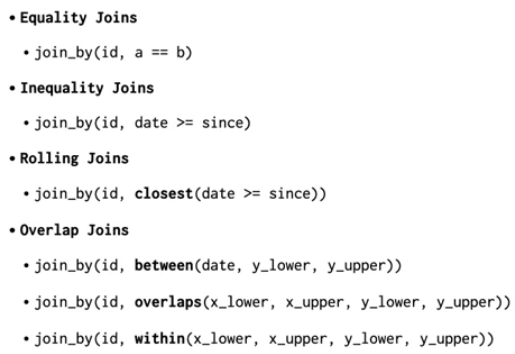 • Equality Joins
• join_by(id, a == b)
• Inequality Joins
• join_by(id, date >= since)
• Rolling Joins
• join_by(id, closest(date >= since))
• Overlap Joins
• join_by(id, between(date, y_lower, y_upper))
• join_by(id, overlaps(x_lower, x_upper, y_lower, y_upper))
• join_by(id, within(x_lower, x_upper, y_lower, y_upper))